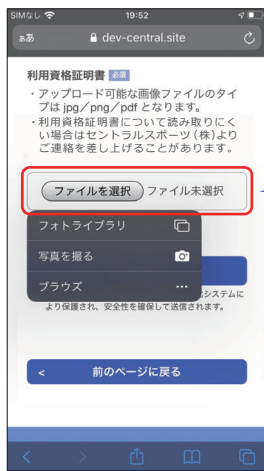 SIMなし 19:52
ぁあ dev-central.site
利用資格証明書 必須
・アップロード可能な画像ファイルのタイ
プは jpg／png／pdf となります。
・利用資格証明書について読み取りにく
い場合はセントラルスポーツ (株)より
ご連絡を差し上げることがあります。
ファイルを選択 ファイル未選択
フォトライブラリ
写真を撮る
ブラウズ
システムに
より保護され、安全性を確保して送信されます。
< 前のページに戻る